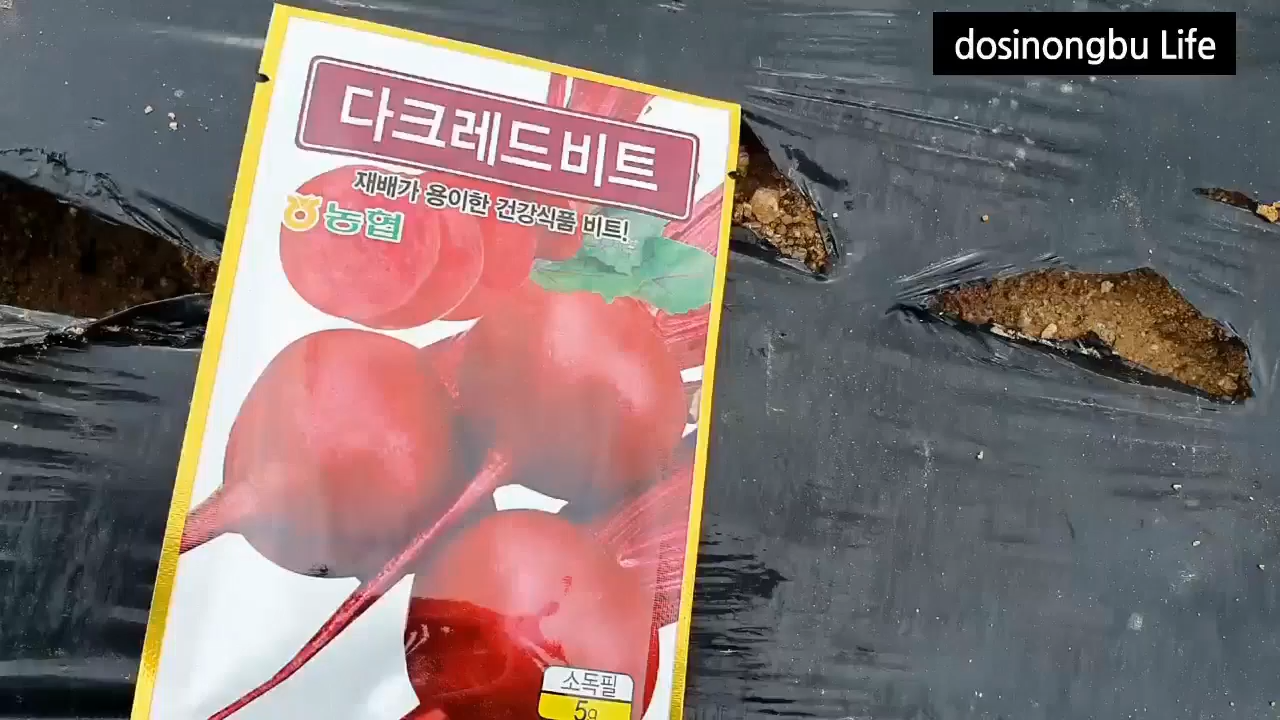 dosinongbu Life
다크레드비트
재배가 용이한 건강식품 비트!
농협
소독필
5g